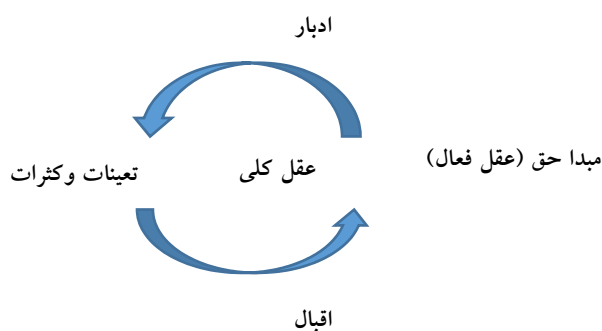 ادبار
مبدا حق (عقل فعال)
عقل کلی
تعینات وکثرات
اقبال